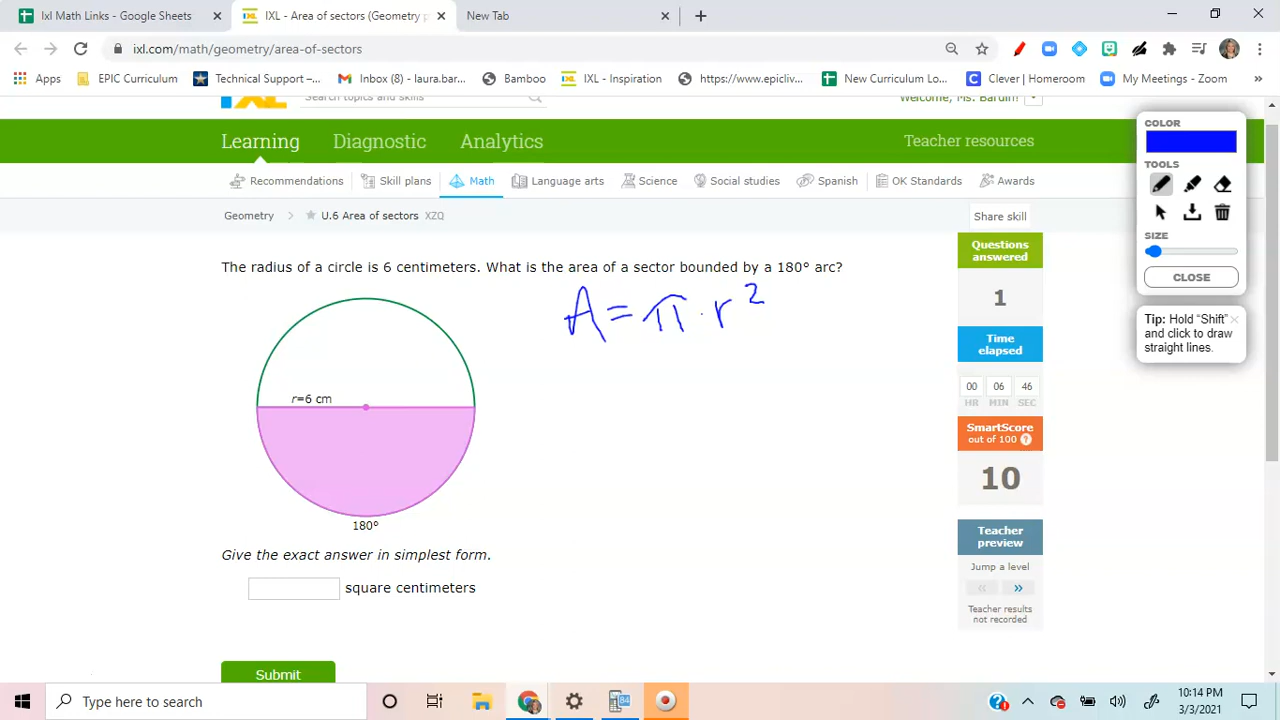 Ixl Math Links - Google Sheets
IXL - Area of sectors (Geometry p
New Tab
ixl.com/math/geometry/area-of-sectors
Apps
EPIC Curriculum
Technical Support –...
Inbox (8) - laura.bar...
Bamboo
IXL - Inspiration
https://www.epicliv...
New Curriculum Lo...
Clever | Homeroom
My Meetings - Zoom
IXL
Search topics and skills
Welcome, Ms. Bardin!
Learning
Diagnostic
Analytics
Teacher resources
Recommendations
Skill plans
Math
Language arts
Science
Social studies
Spanish
OK Standards
Awards
Geometry
U.6 Area of sectors XZQ
Share skill
The radius of a circle is 6 centimeters. What is the area of a sector bounded by a 180° arc?
A = π · r²
r=6 cm
180°
Give the exact answer in simplest form.
square centimeters
Submit
Questions
answered
1
Time
elapsed
00 06 46
HR MIN SEC
SmartScore
out of 100 ?
10
Teacher
preview
Jump a level
Teacher results
not recorded
COLOR
TOOLS
SIZE
CLOSE
Tip: Hold “Shift”
and click to draw
straight lines.
Type here to search
10:14 PM
3/3/2021